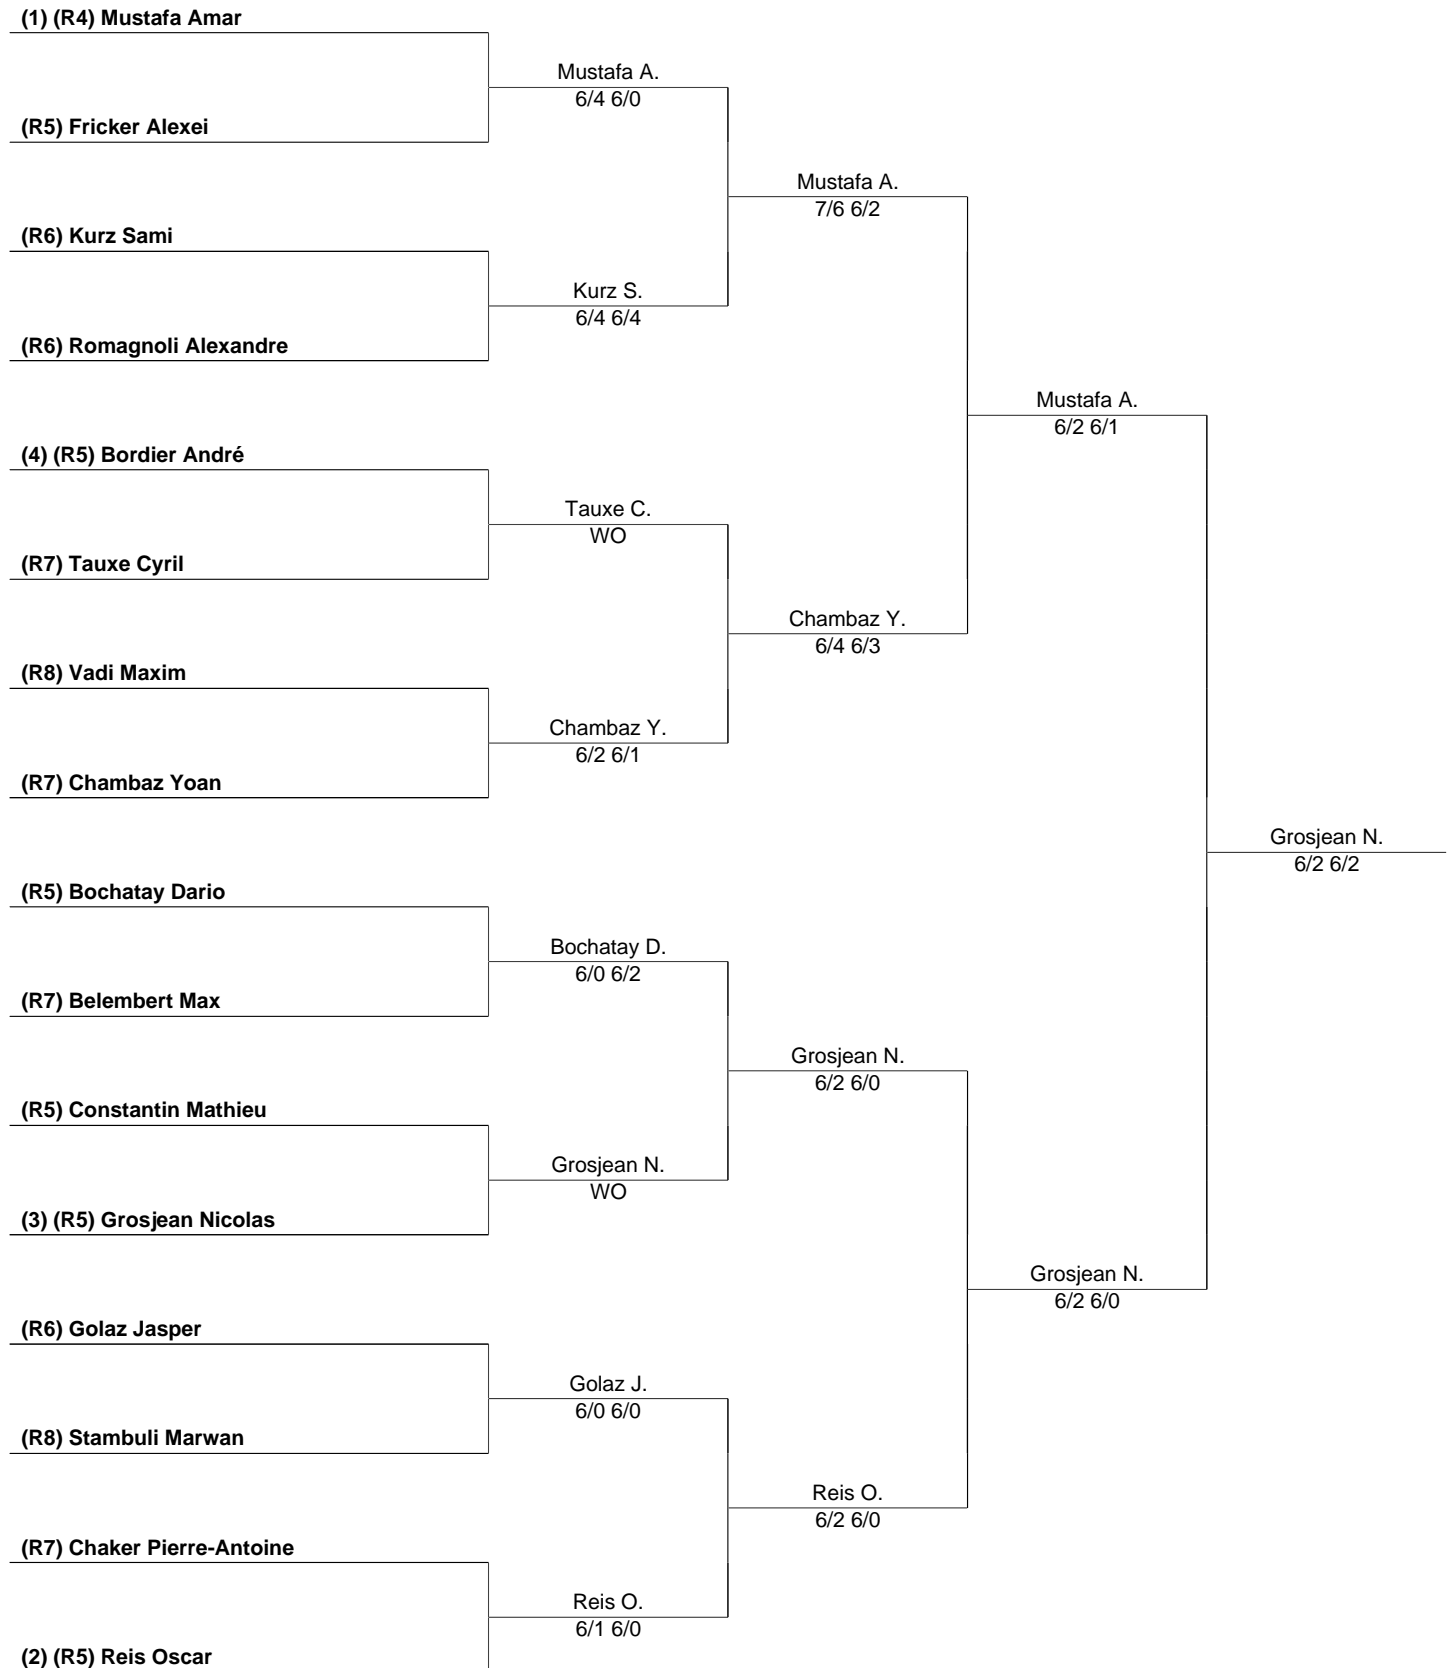 (1) (R4) Mustafa Amar
Mustafa A.
6/4 6/0
(R5) Fricker Alexei
Mustafa A.
7/6 6/2
(R6) Kurz Sami
Kurz S.
6/4 6/4
(R6) Romagnoli Alexandre
Mustafa A.
6/2 6/1
(4) (R5) Bordier André
Tauxe C.
WO
(R7) Tauxe Cyril
Chambaz Y.
6/4 6/3
(R8) Vadi Maxim
Chambaz Y.
6/2 6/1
(R7) Chambaz Yoan
Grosjean N.
6/2 6/2
(R5) Bochatay Dario
Bochatay D.
6/0 6/2
(R7) Belembert Max
Grosjean N.
6/2 6/0
(R5) Constantin Mathieu
Grosjean N.
WO
(3) (R5) Grosjean Nicolas
Grosjean N.
6/2 6/0
(R6) Golaz Jasper
Golaz J.
6/0 6/0
(R8) Stambuli Marwan
Reis O.
6/2 6/0
(R7) Chaker Pierre-Antoine
Reis O.
6/1 6/0
(2) (R5) Reis Oscar